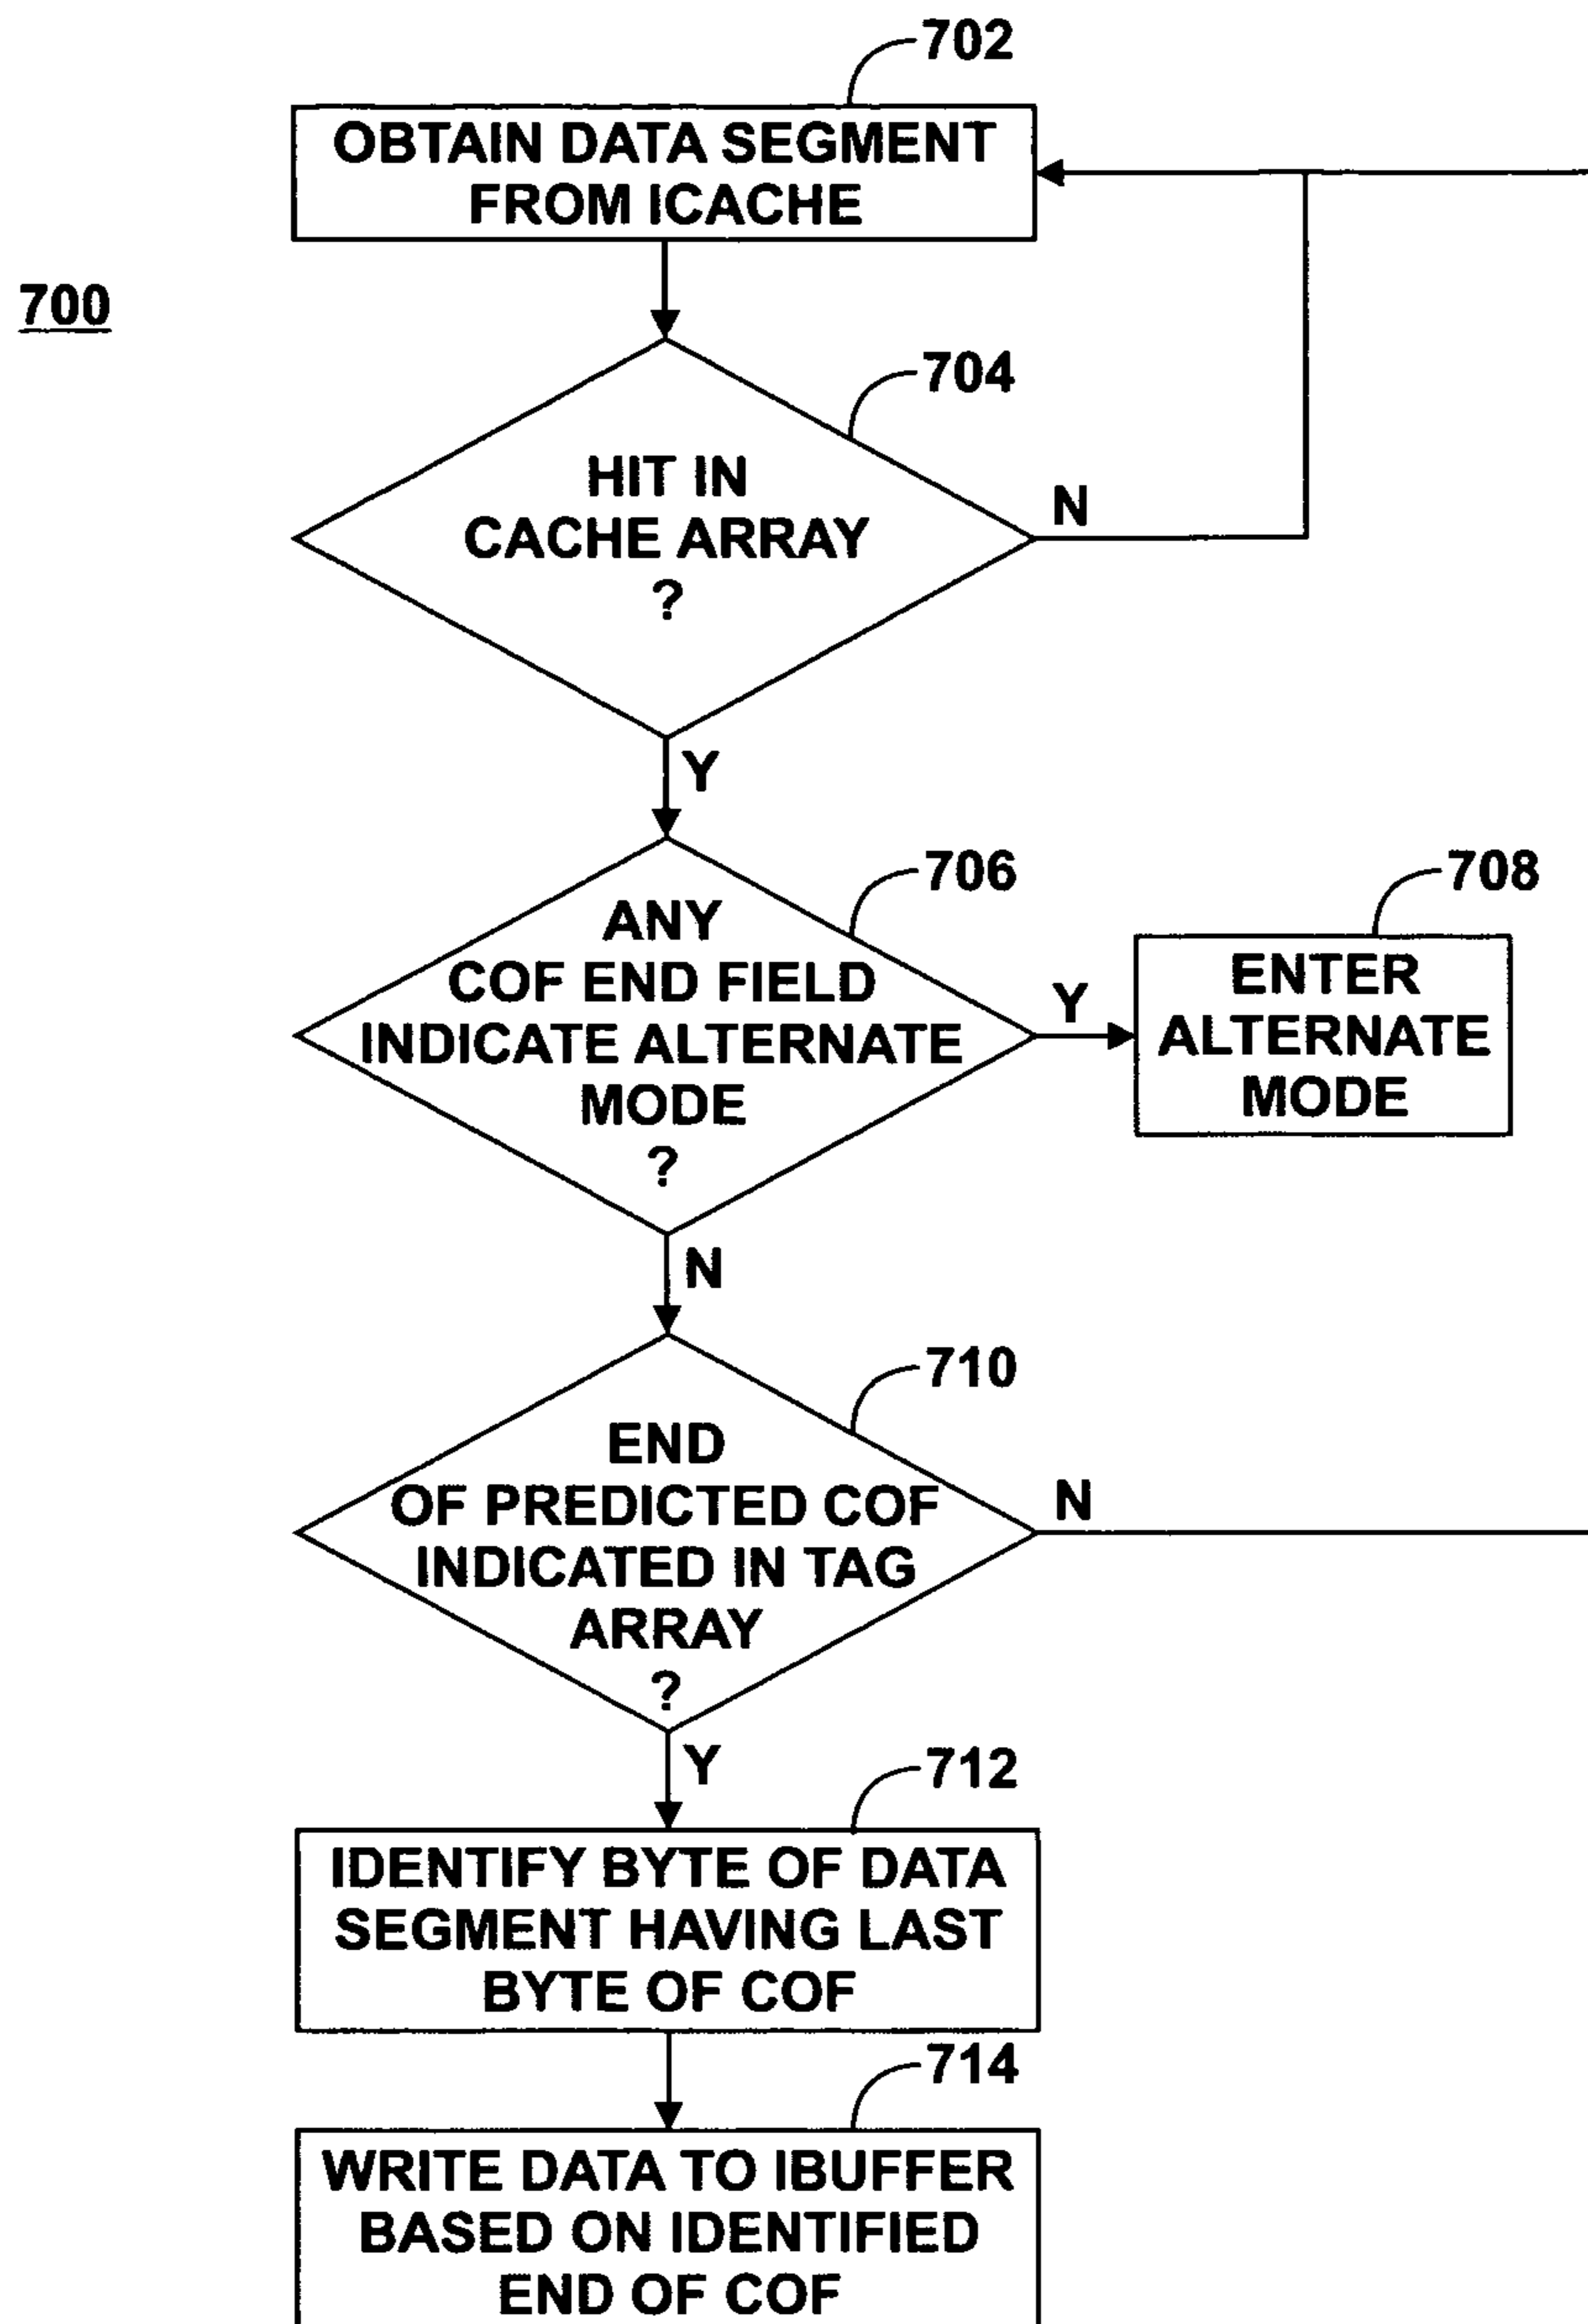 702
OBTAIN DATA SEGMENT
FROM ICACHE
700
704
HIT IN
CACHE ARRAY
?
N
Y
706
708
ANY
COF END FIELD
INDICATE ALTERNATE
MODE
?
Y
ENTER
ALTERNATE
MODE
N
710
END
OF PREDICTED COF
INDICATED IN TAG
ARRAY
?
N
Y
712
IDENTIFY BYTE OF DATA
SEGMENT HAVING LAST
BYTE OF COF
714
WRITE DATA TO IBUFFER
BASED ON IDENTIFIED
END OF COF